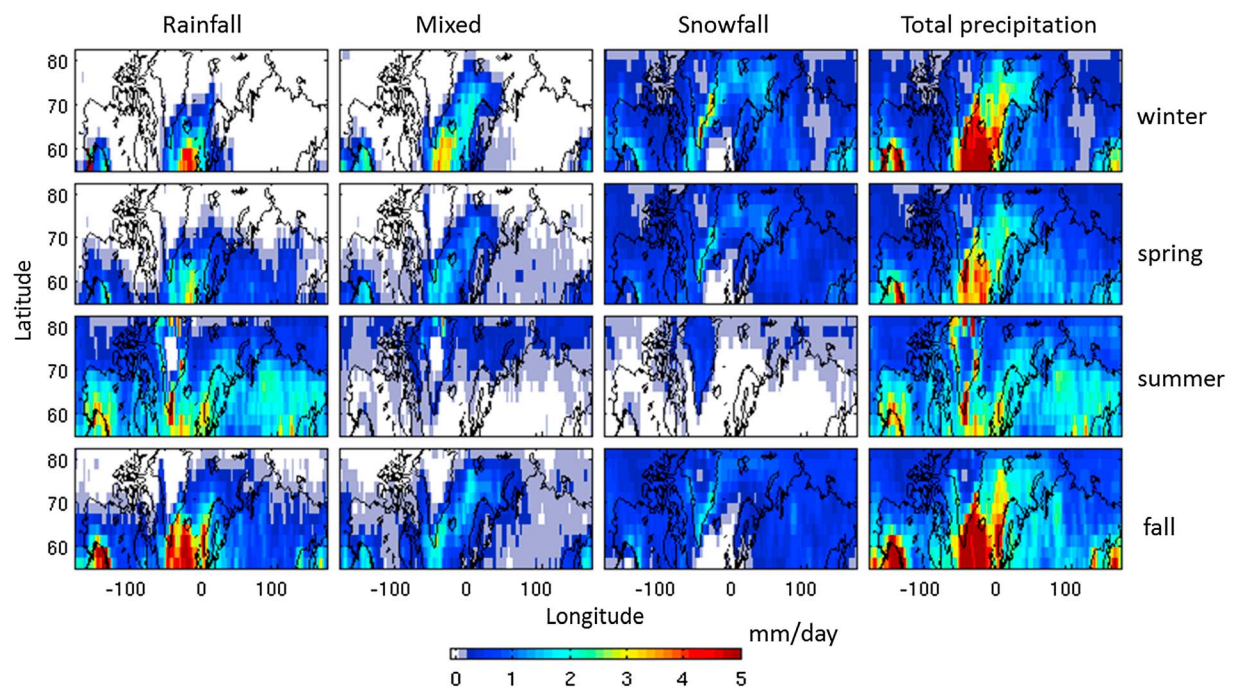 Rainfall Mixed Snowfall Total precipitation
80
70
60
winter
80
70
60
spring
Latitude
80
70
60
summer
80
70
60
fall
-100 0 100 -100 0 100 -100 0 100 -100 0 100
Longitude
mm/day
0 1 2 3 4 5